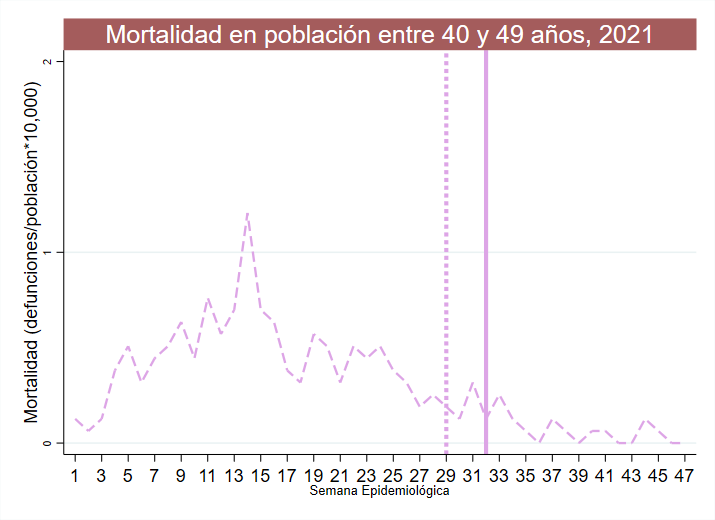 Mortalidad en población entre 40 y 49 años, 2021
Mortalidad (defunciones/población*10,000)
2
1
0
1 3 5 7 9 11 13 15 17 19 21 23 25 27 29 31 33 35 37 39 41 43 45 47
Semana Epidemiológica